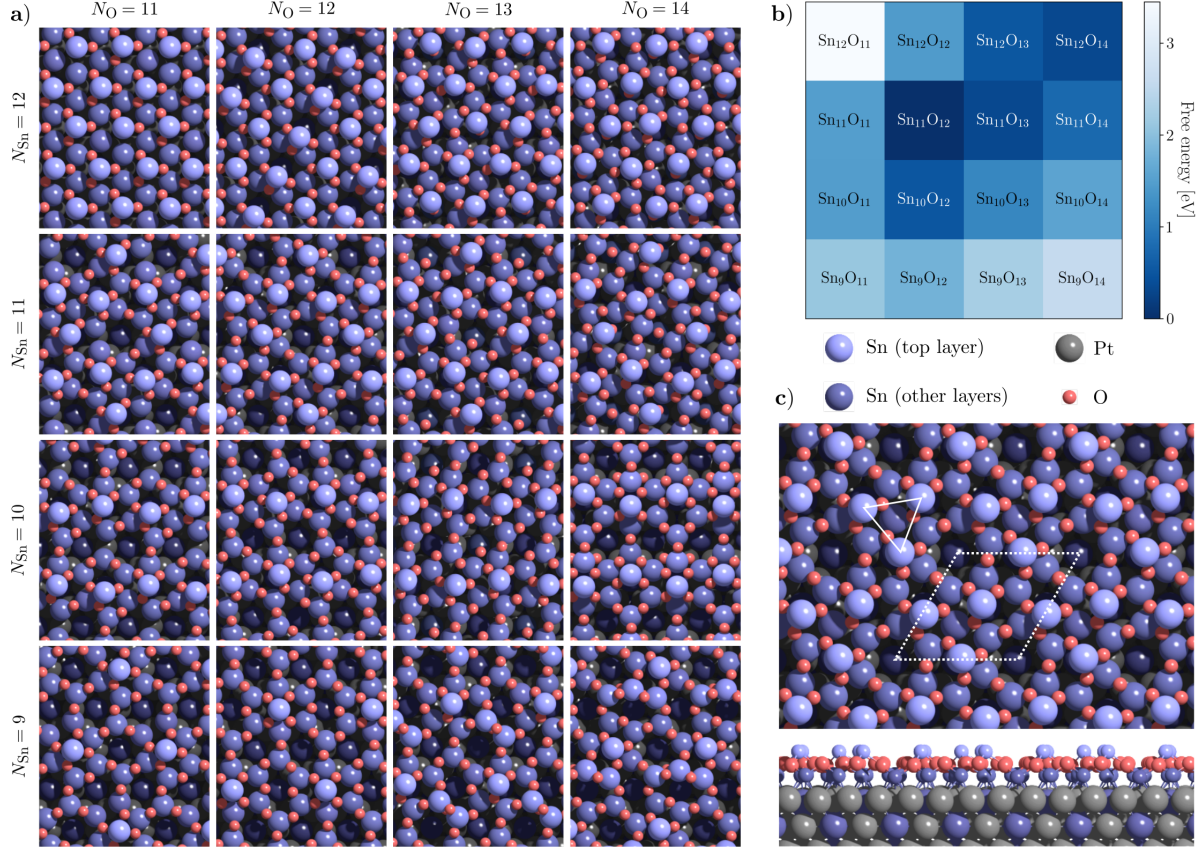 a)
N_O = 11 N_O = 12 N_O = 13 N_O = 14
N_Sn = 12
N_Sn = 11
N_Sn = 10
N_Sn = 9
b)
Sn₁₂O₁₁ Sn₁₂O₁₂ Sn₁₂O₁₃ Sn₁₂O₁₄
Sn₁₁O₁₁ Sn₁₁O₁₂ Sn₁₁O₁₃ Sn₁₁O₁₄
Sn₁₀O₁₁ Sn₁₀O₁₂ Sn₁₀O₁₃ Sn₁₀O₁₄
Sn₉O₁₁ Sn₉O₁₂ Sn₉O₁₃ Sn₉O₁₄
3
2
1
0
Free energy [eV]
Sn (top layer) Pt
Sn (other layers) O
c)